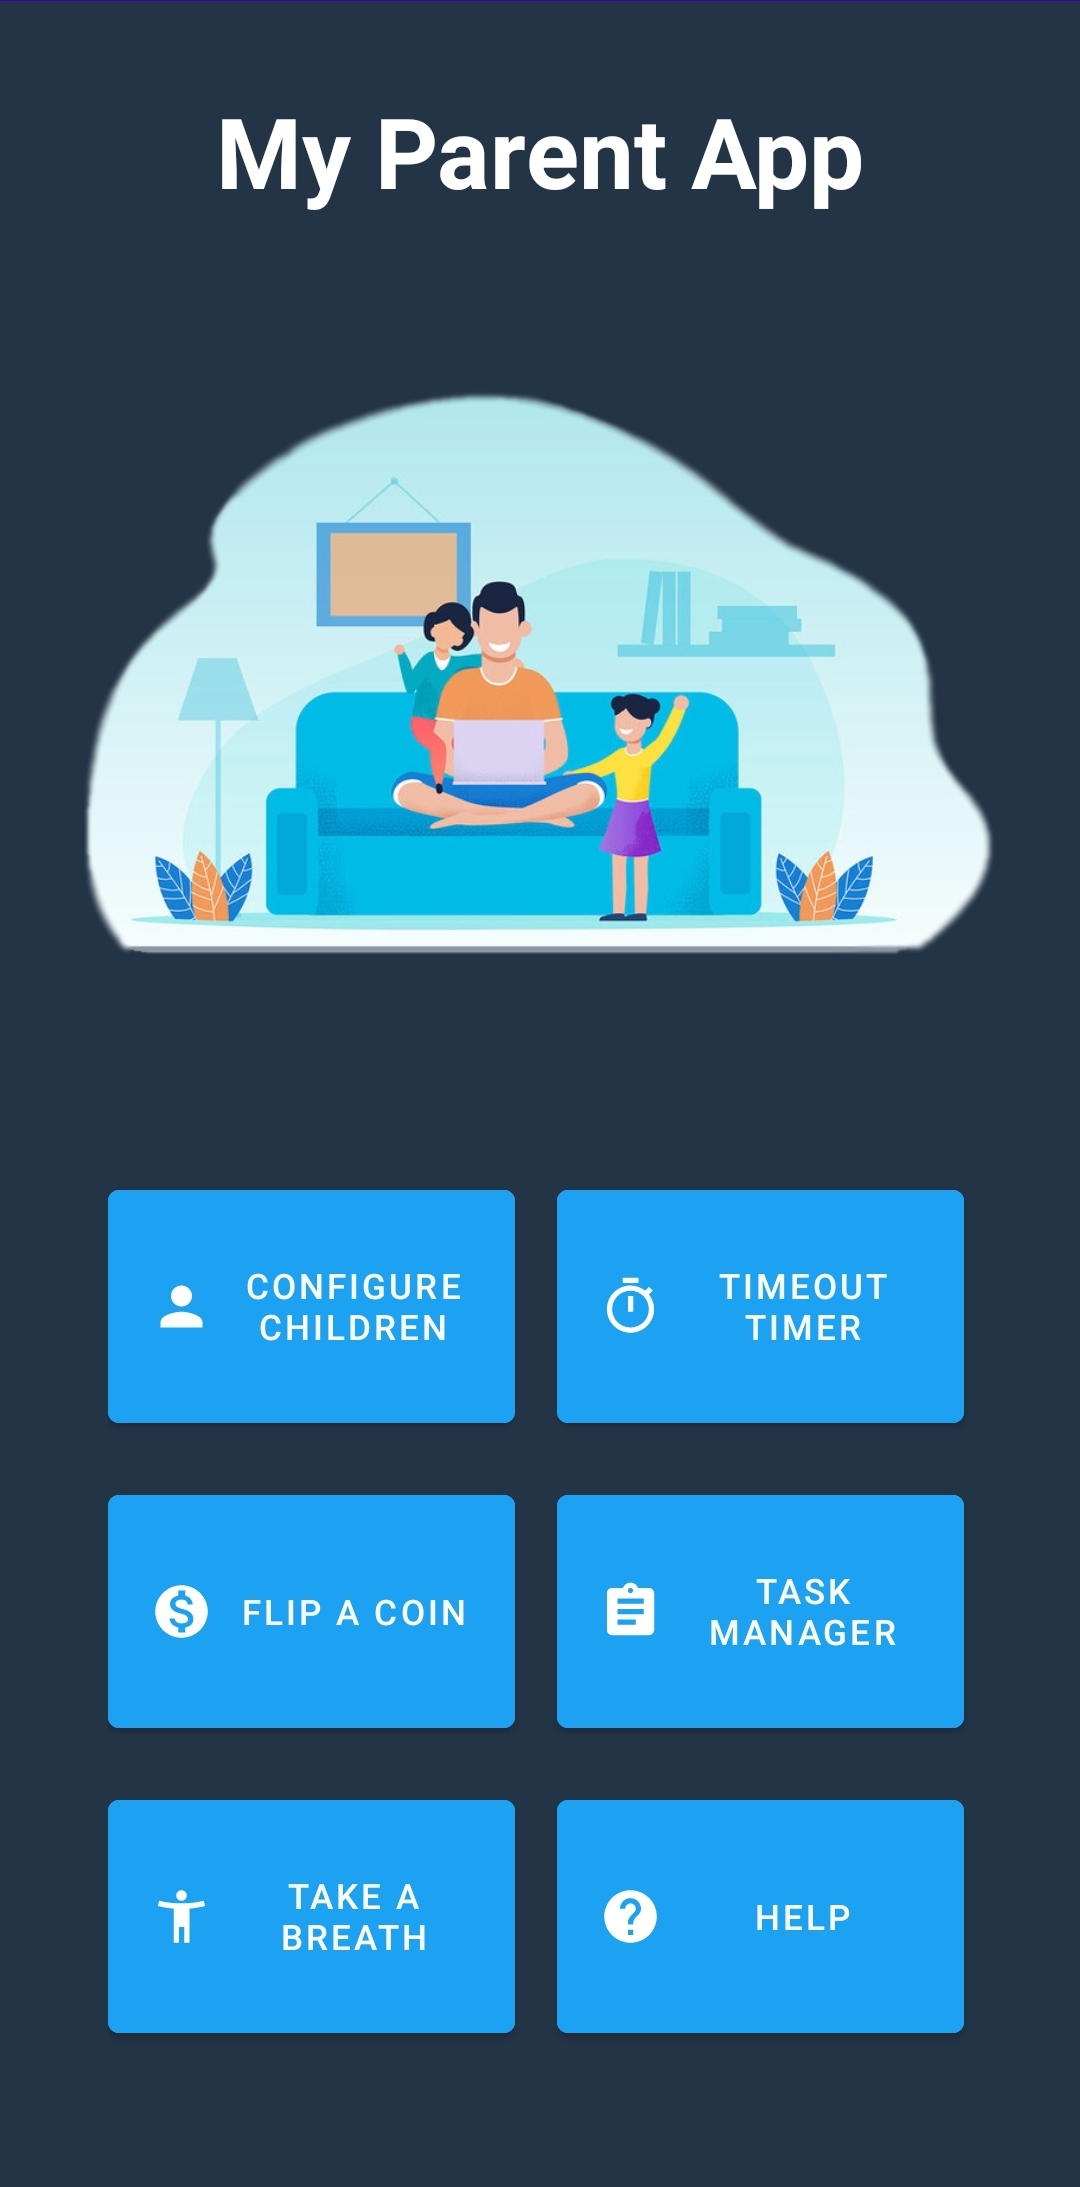 My Parent App
CONFIGURE
CHILDREN
TIMEOUT
TIMER
FLIP A COIN
TASK
MANAGER
TAKE A
BREATH
HELP